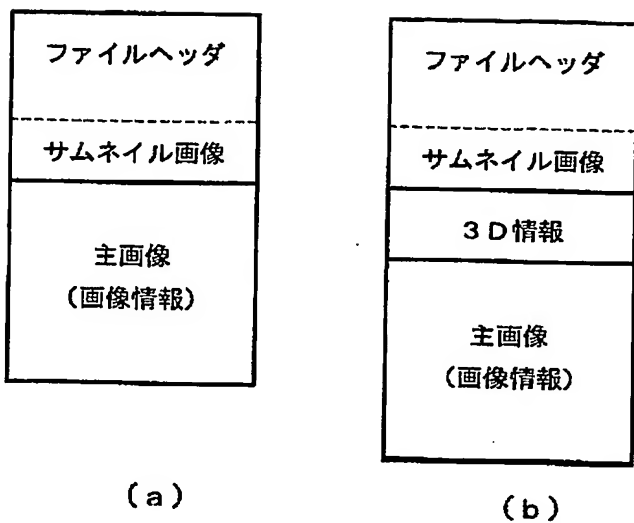 ファイルヘッダ
サムネイル画像
主画像
(画像情報)
(a)
ファイルヘッダ
サムネイル画像
3D情報
主画像
(画像情報)
(b)